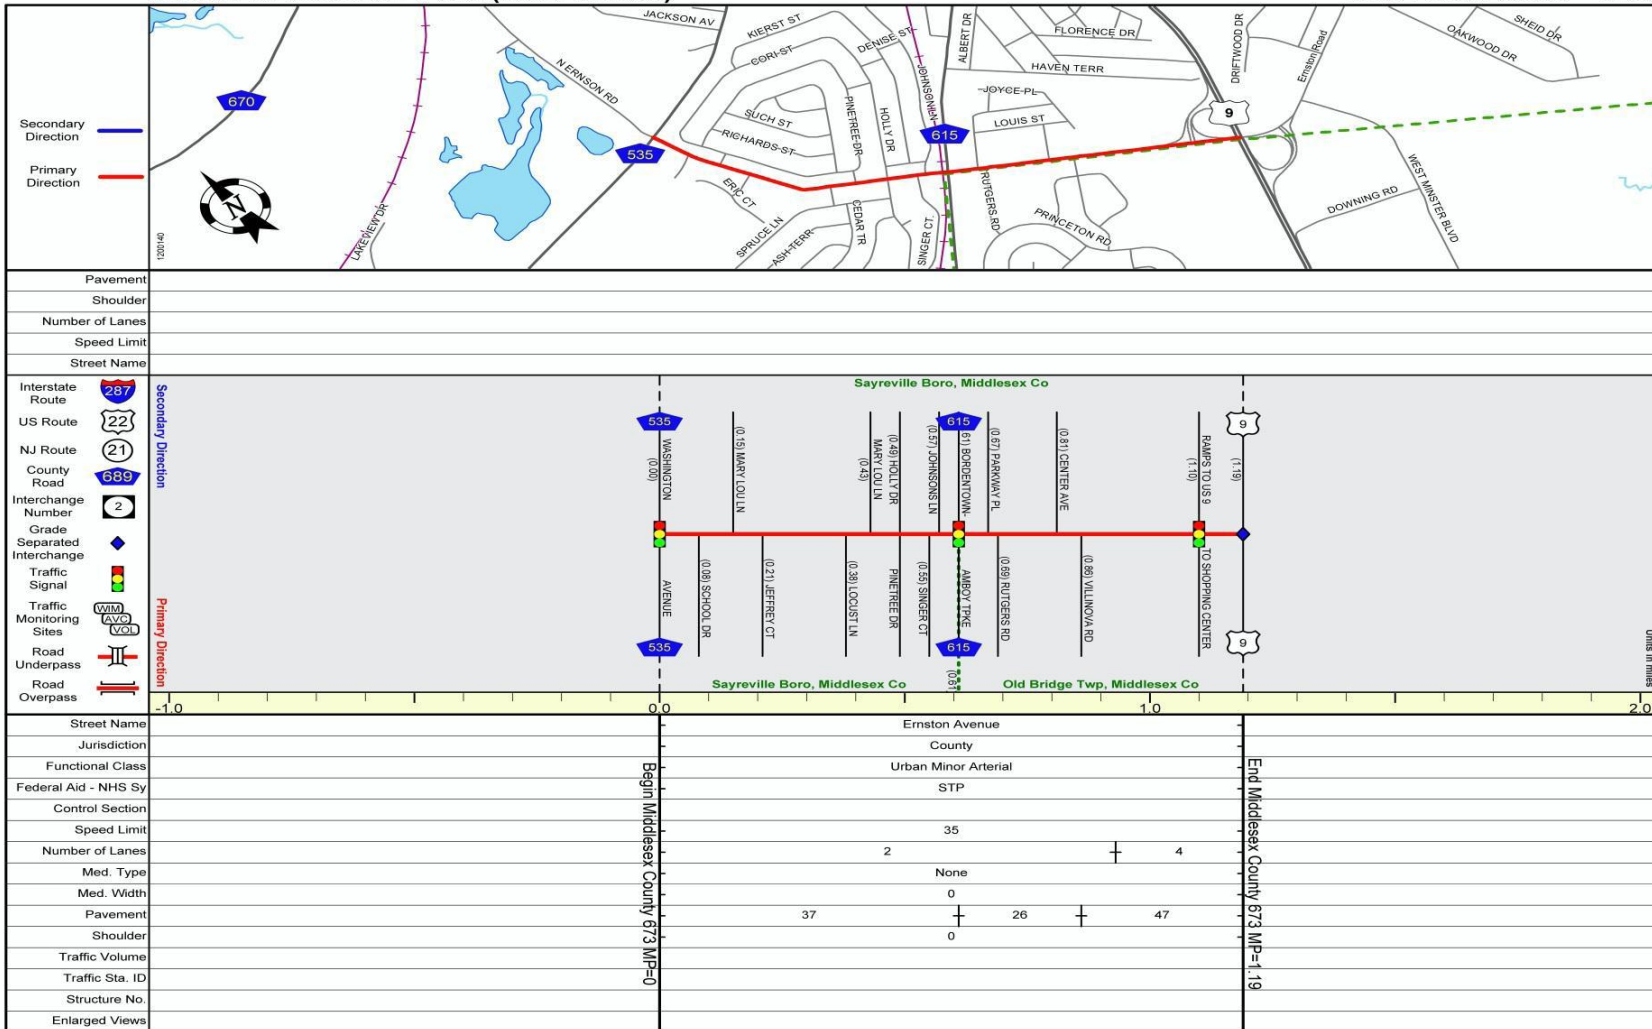 JACKSON AV
KIERST ST
CORI ST
DENISE ST
ALBERT DR
FLORENCE DR
DRIFTWOOD DR
Ernston Road
SHEID DR
OAKWOOD DR
N ERNSON RD
HAVEN TERR
JOHNSON LN
670
JOYCE PL
9
SUCH ST
PINETREE DR
HOLLY DR
LOUIS ST
Secondary
Direction
RICHARDS ST
615
535
Primary
Direction
N
ERIC CT
RUTGERS RD
WEST MINSTER BLVD
DOWNING RD
LAKEVIEW DR
SPRUCE LN
ASH TERR
CEDAR TR
SINGER CT.
PRINCETON RD
120140
Pavement
Shoulder
Number of Lanes
Speed Limit
Street Name
Interstate
Route
287
US Route
22
NJ Route
21
County
Road
689
Interchange
Number
2
Grade
Separated
Interchange
Traffic
Signal
Traffic
Monitoring
Sites
WIM
AVC
VOL
Road
Underpass
Road
Overpass
Secondary Direction
Primary Direction
Sayreville Boro, Middlesex Co
535
615
9
WASHINGTON
(0.00)
(0.15) MARY LOU LN
MARY LOU LN
(0.43)
(0.49) HOLLY DR
(0.57) JOHNSONS LN
61) BORDENTOWN-
(0.67) PARKWAY PL
(0.81) CENTER AVE
RAMPS TO US 9
(1.10)
(1.19)
AVENUE
(0.08) SCHOOL DR
(0.21) JEFFREY CT
(0.38) LOCUST LN
PINETREE DR
(0.55) SINGER CT
AMBOY TPKE
(0.69) RUTGERS RD
(0.86) VILLINOVA RD
TO SHOPPING CENTER
535
615
9
(0.61)
Sayreville Boro, Middlesex Co
Old Bridge Twp, Middlesex Co
Units in miles
-1.0 0.0 1.0 2.0
Street Name Ernston Avenue
Jurisdiction County
Functional Class Urban Minor Arterial
Federal Aid - NHS Sy STP
Control Section
Speed Limit 35
Number of Lanes 2 4
Med. Type None
Med. Width 0
Pavement 37 26 47
Shoulder 0
Traffic Volume
Traffic Sta. ID
Structure No.
Enlarged Views
Begin Middlesex County 673 MP=0
End Middlesex County 673 MP=1.19